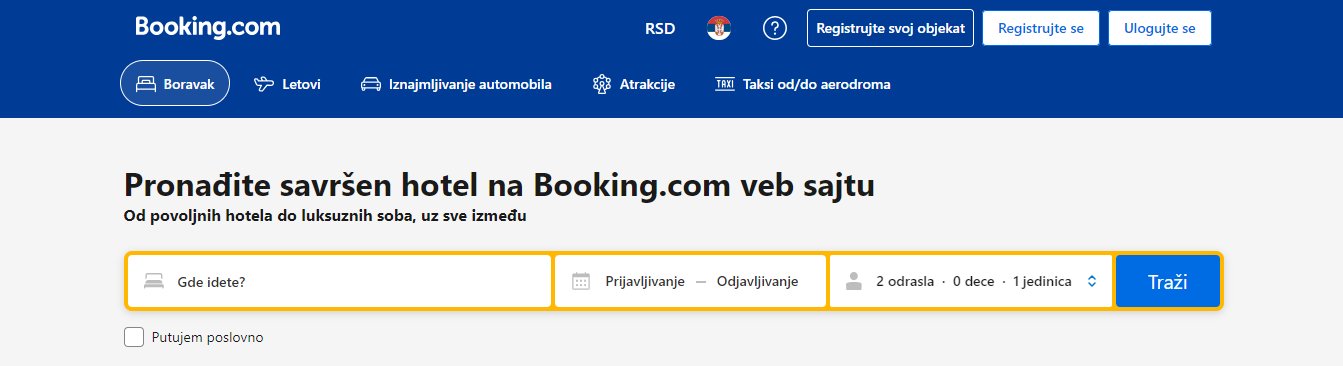 Booking.com RSD Registrujte svoj objekat Registrujte se Ulogujte se
Boravak Letovi Iznajmljivanje automobila Atrakcije TAXI Taksi od/do aerodroma
Pronađite savršen hotel na Booking.com veb sajtu
Od povoljnih hotela do luksuznih soba, uz sve između
Gde idete? Prijavljivanje — Odjavljivanje 2 odrasla · 0 dece · 1 jedinica Traži
Putujem poslovno